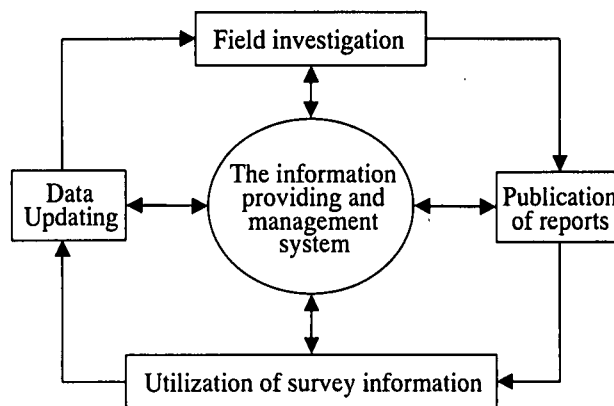 Field investigation
The information
providing and
management
system
Data
Updating
Publication
of reports
Utilization of survey information